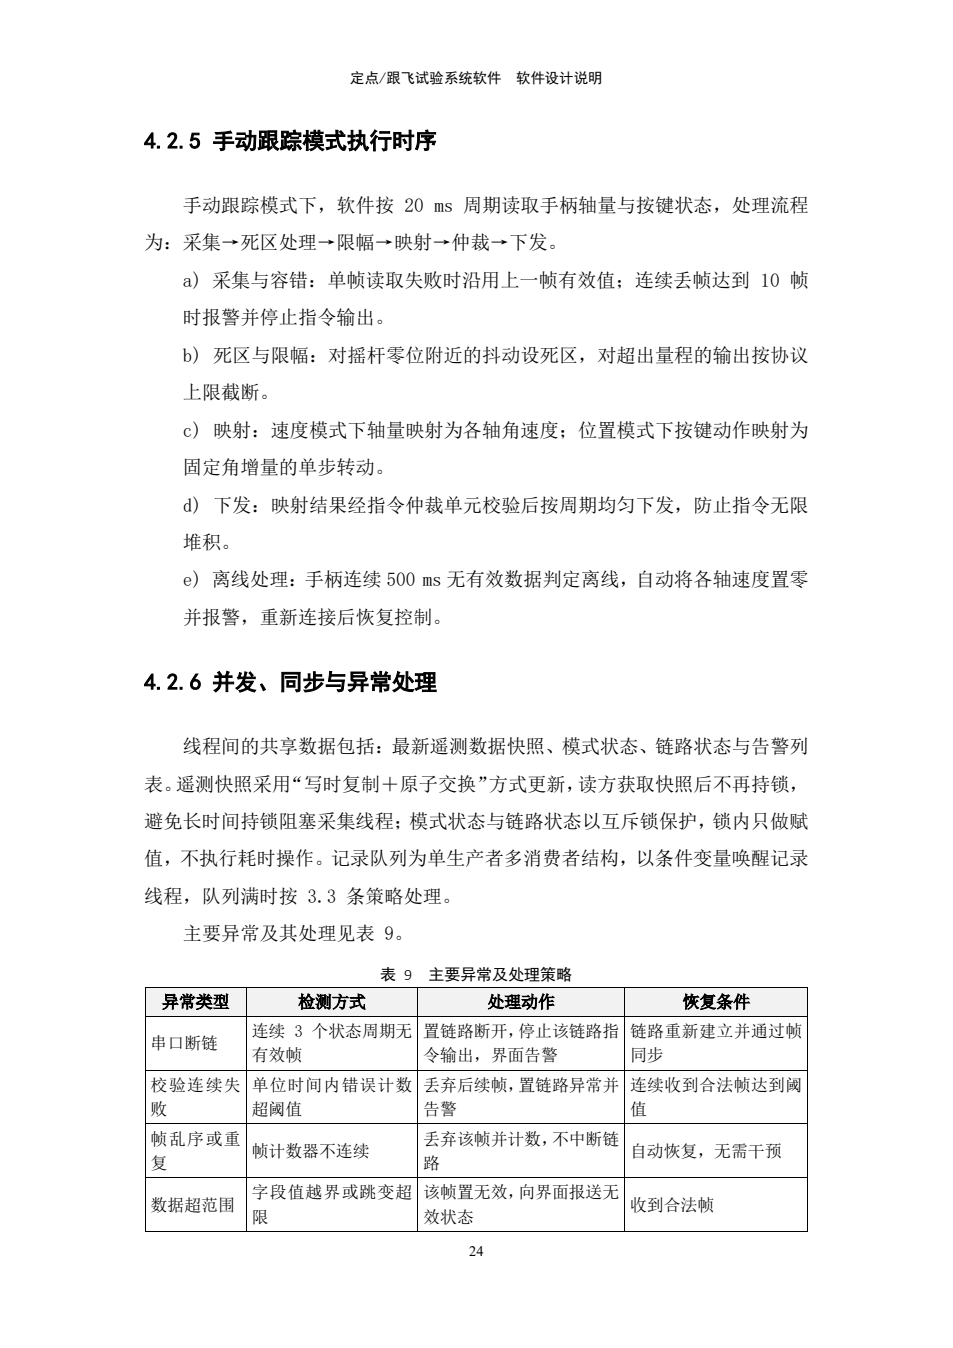 定点/跟飞试验系统软件　软件设计说明
4.2.5 手动跟踪模式执行时序
手动跟踪模式下，软件按 20 ms 周期读取手柄轴量与按键状态，处理流程
为：采集→死区处理→限幅→映射→仲裁→下发。
a) 采集与容错：单帧读取失败时沿用上一帧有效值；连续丢帧达到 10 帧
时报警并停止指令输出。
b) 死区与限幅：对摇杆零位附近的抖动设死区，对超出量程的输出按协议
上限截断。
c) 映射：速度模式下轴量映射为各轴角速度；位置模式下按键动作映射为
固定角增量的单步转动。
d) 下发：映射结果经指令仲裁单元校验后按周期均匀下发，防止指令无限
堆积。
e) 离线处理：手柄连续 500 ms 无有效数据判定离线，自动将各轴速度置零
并报警，重新连接后恢复控制。
4.2.6 并发、同步与异常处理
线程间的共享数据包括：最新遥测数据快照、模式状态、链路状态与告警列
表。遥测快照采用“写时复制＋原子交换”方式更新，读方获取快照后不再持锁，
避免长时间持锁阻塞采集线程；模式状态与链路状态以互斥锁保护，锁内只做赋
值，不执行耗时操作。记录队列为单生产者多消费者结构，以条件变量唤醒记录
线程，队列满时按 3.3 条策略处理。
主要异常及其处理见表 9。
表 9　主要异常及处理策略
异常类型 检测方式 处理动作 恢复条件
串口断链 连续 3 个状态周期无 置链路断开，停止该链路指 链路重新建立并通过帧
有效帧 令输出，界面告警 同步
校验连续失 单位时间内错误计数 丢弃后续帧，置链路异常并 连续收到合法帧达到阈
败 超阈值 告警 值
帧乱序或重 帧计数器不连续 丢弃该帧并计数，不中断链 自动恢复，无需干预
复 路
数据超范围 字段值越界或跳变超 该帧置无效，向界面报送无 收到合法帧
限 效状态
24